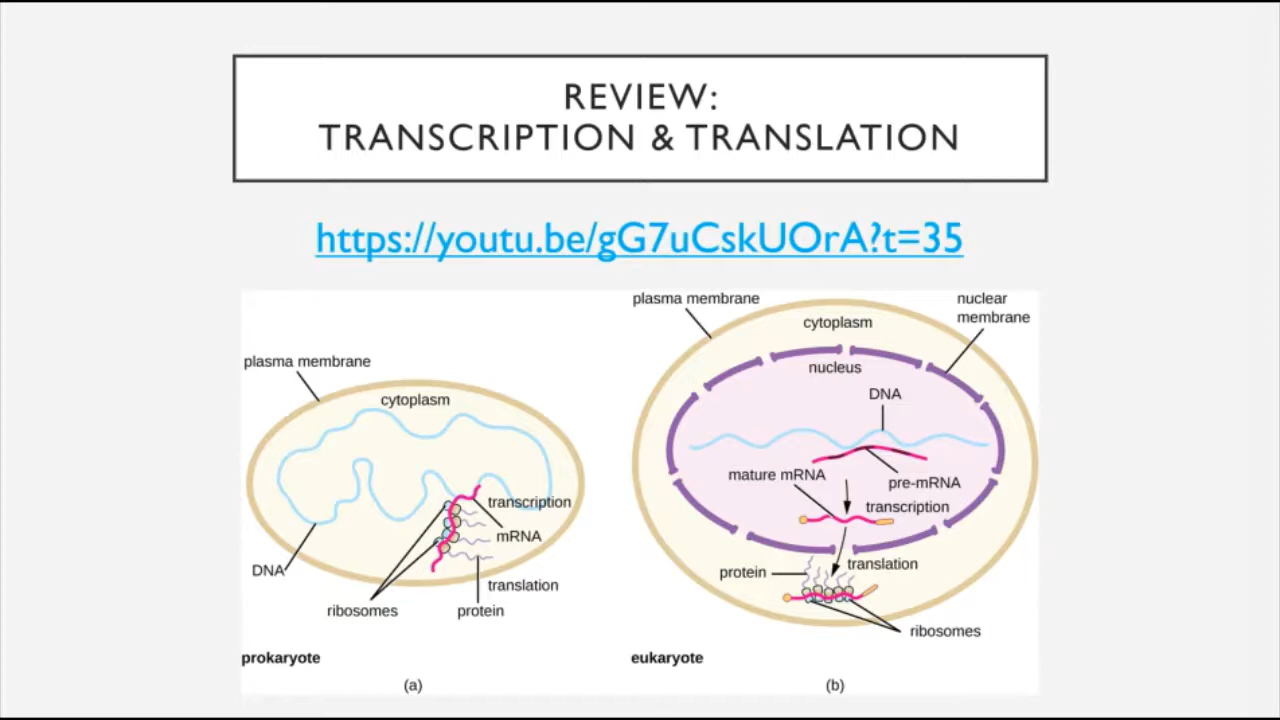 REVIEW:
TRANSCRIPTION & TRANSLATION
https://youtu.be/gG7uCskUOrA?t=35
plasma membrane
cytoplasm
transcription
mRNA
DNA
translation
ribosomes
protein
prokaryote
(a)
plasma membrane
nuclear
membrane
cytoplasm
nucleus
DNA
mature mRNA
pre-mRNA
transcription
translation
protein
ribosomes
eukaryote
(b)